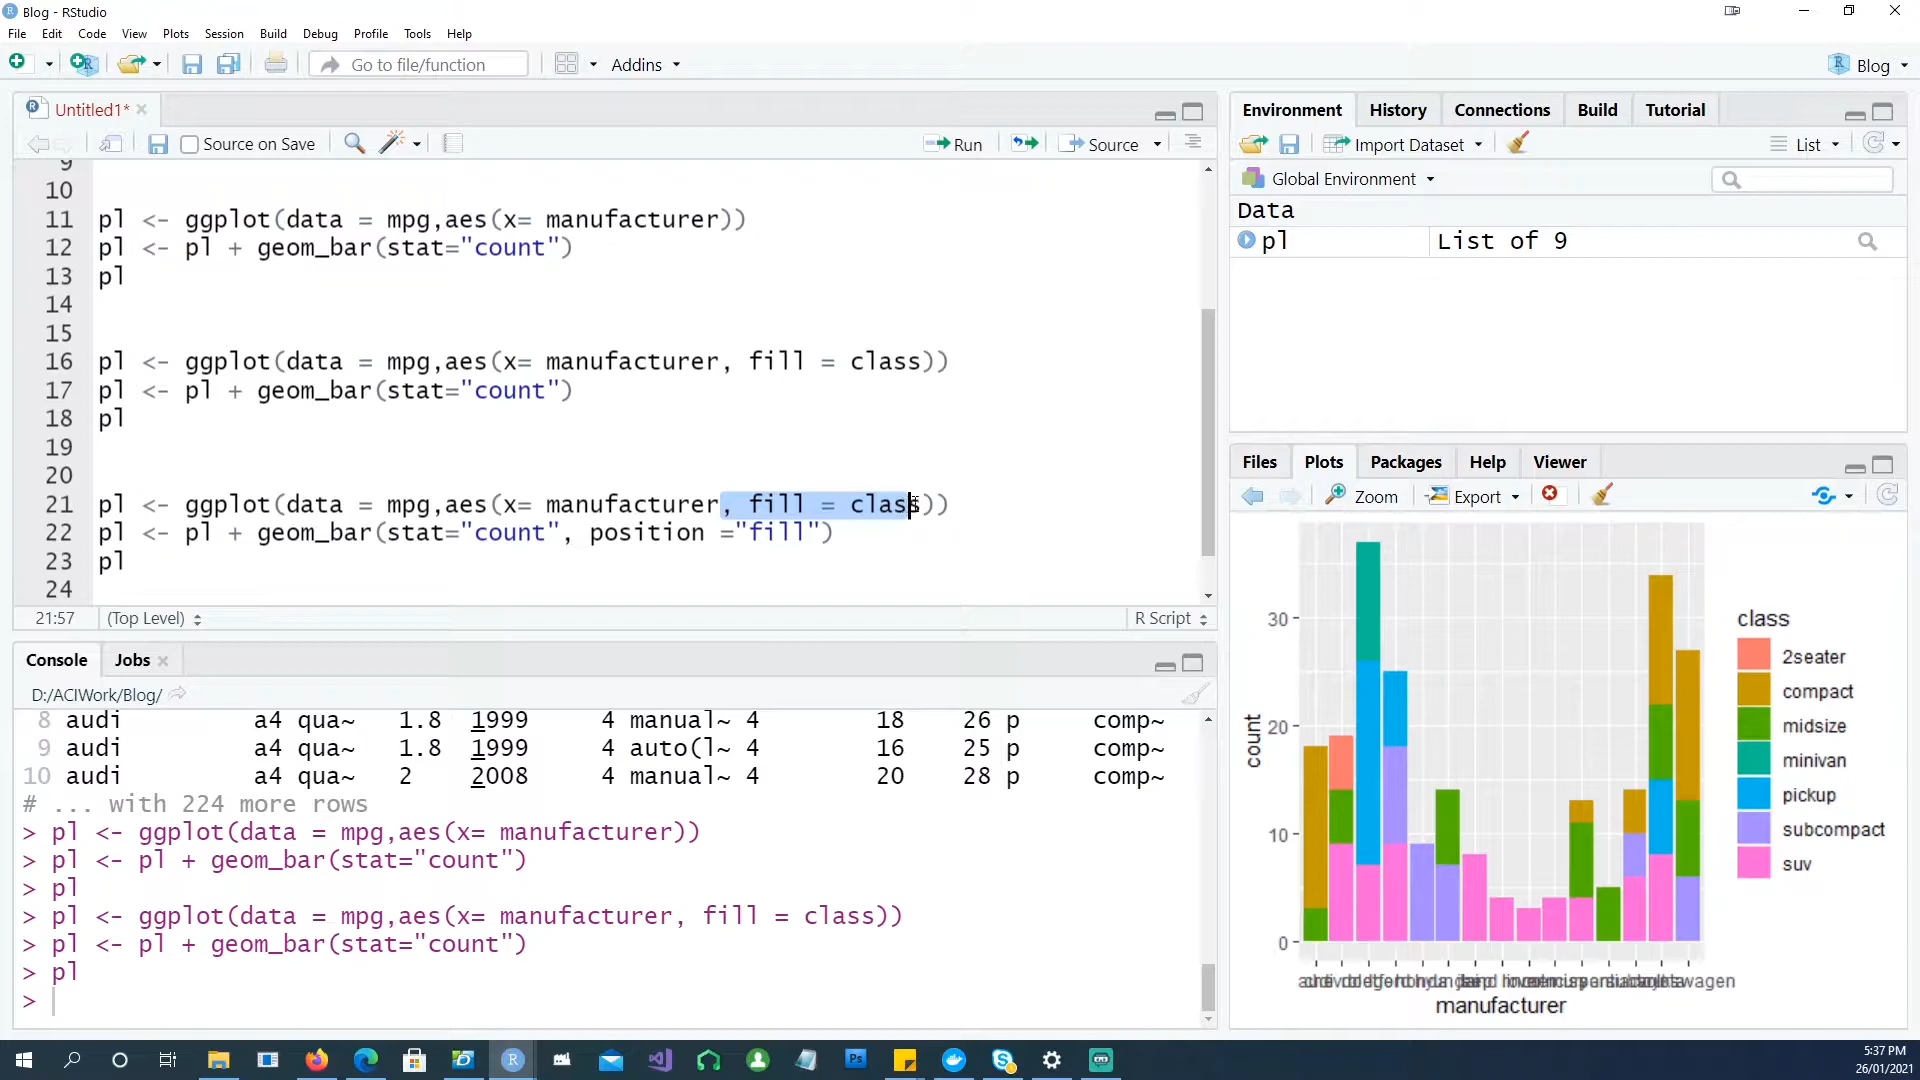 Blog - RStudio
File Edit Code View Plots Session Build Debug Profile Tools Help
Go to file/function Addins Blog
Untitled1*
Source on Save Run Source
9
10
11 pl <- ggplot(data = mpg,aes(x= manufacturer))
12 pl <- pl + geom_bar(stat="count")
13 pl
14
15
16 pl <- ggplot(data = mpg,aes(x= manufacturer, fill = class))
17 pl <- pl + geom_bar(stat="count")
18 pl
19
20
21 pl <- ggplot(data = mpg,aes(x= manufacturer, fill = class))
22 pl <- pl + geom_bar(stat="count", position ="fill")
23 pl
24
21:57 (Top Level) R Script
Console Jobs
D:/ACIWork/Blog/
8 audi a4 qua~ 1.8 1999 4 manual~ 4 18 26 p comp~
9 audi a4 qua~ 1.8 1999 4 auto(l~ 4 16 25 p comp~
10 audi a4 qua~ 2 2008 4 manual~ 4 20 28 p comp~
# ... with 224 more rows
> pl <- ggplot(data = mpg,aes(x= manufacturer))
> pl <- pl + geom_bar(stat="count")
> pl
> pl <- ggplot(data = mpg,aes(x= manufacturer, fill = class))
> pl <- pl + geom_bar(stat="count")
> pl
>
Environment History Connections Build Tutorial
Import Dataset List
Global Environment
Data
pl List of 9
Files Plots Packages Help Viewer
Zoom Export
30
20
10
0
count
manufacturer
class
2seater
compact
midsize
minivan
pickup
subcompact
suv
5:37 PM
26/01/2021